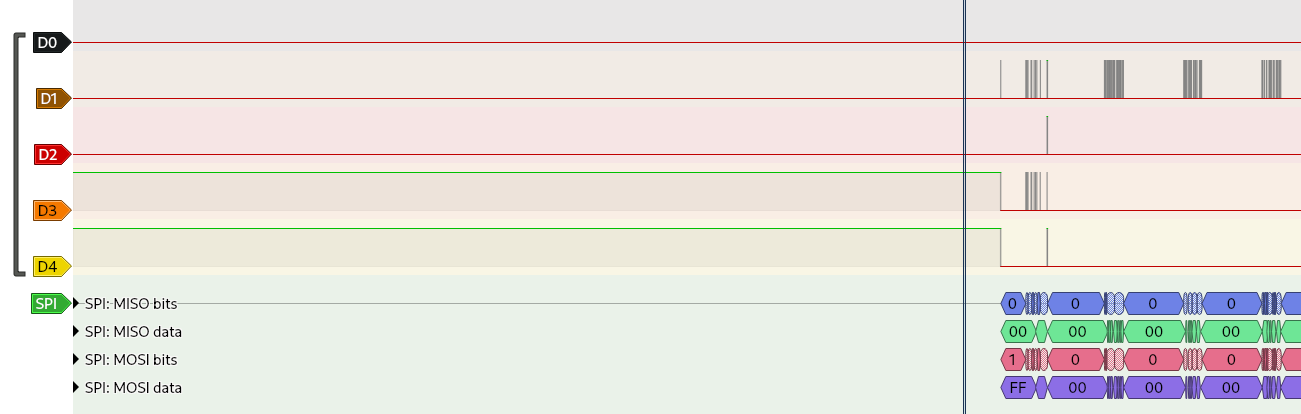 D0
D1
D2
D3
D4
SPI SPI: MISO bits 0 0 0 0
SPI: MISO data 00 00 00 00
SPI: MOSI bits 1 0 0 0
SPI: MOSI data FF 00 00 00